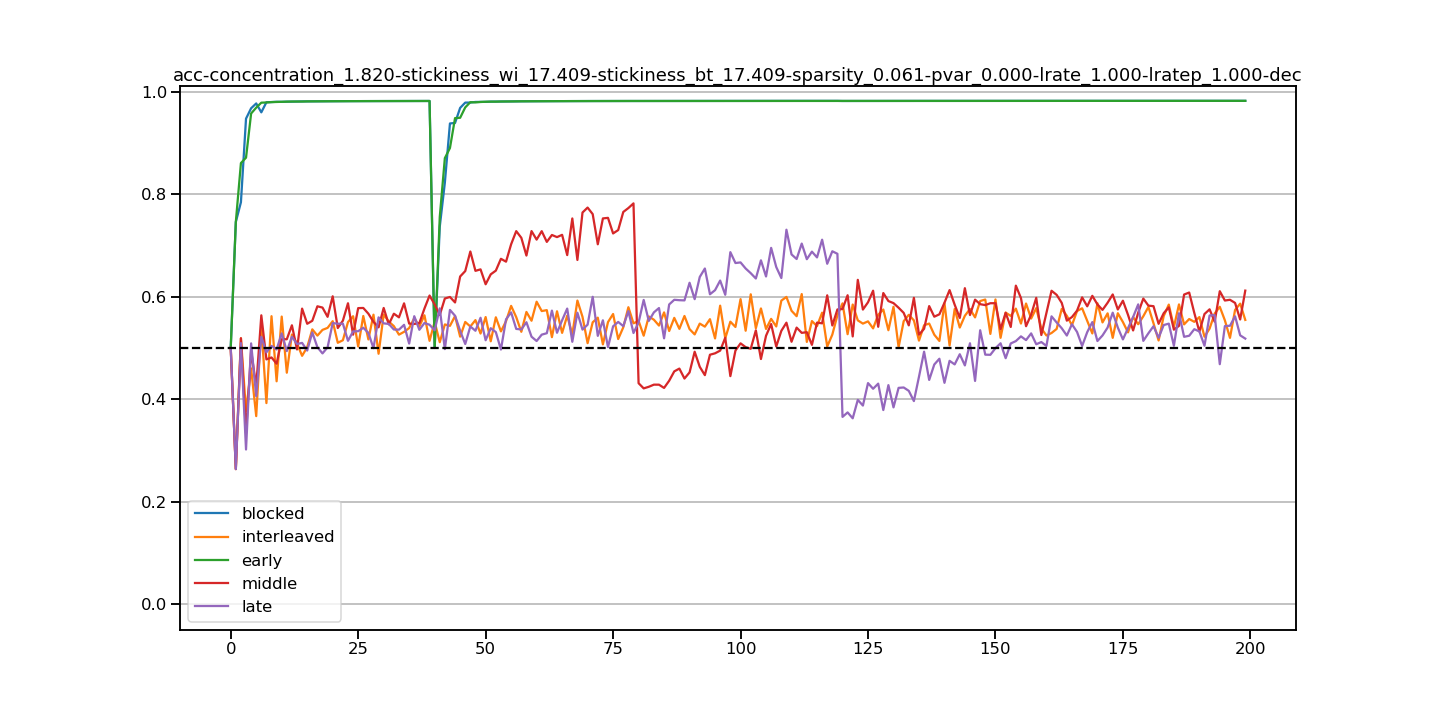 acc-concentration_1.820-stickiness_wi_17.409-stickiness_bt_17.409-sparsity_0.061-pvar_0.000-lrate_1.000-lratep_1.000-dec
1.0
0.8
0.6
0.4
0.2
0.0
blocked
interleaved
early
middle
late
0 25 50 75 100 125 150 175 200